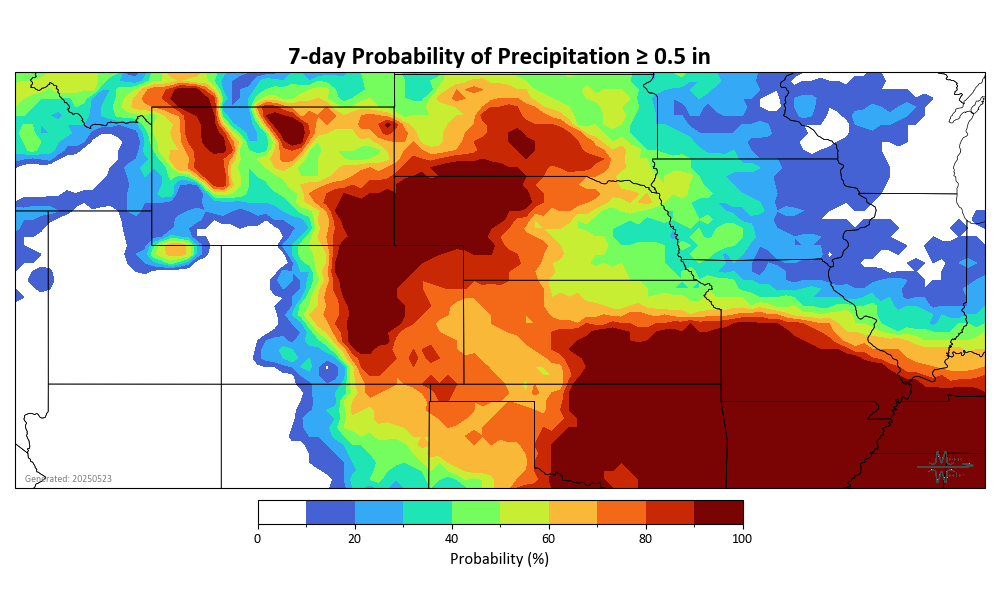 7-day Probability of Precipitation ≥ 0.5 in
Generated: 20250523
0 20 40 60 80 100
Probability (%)